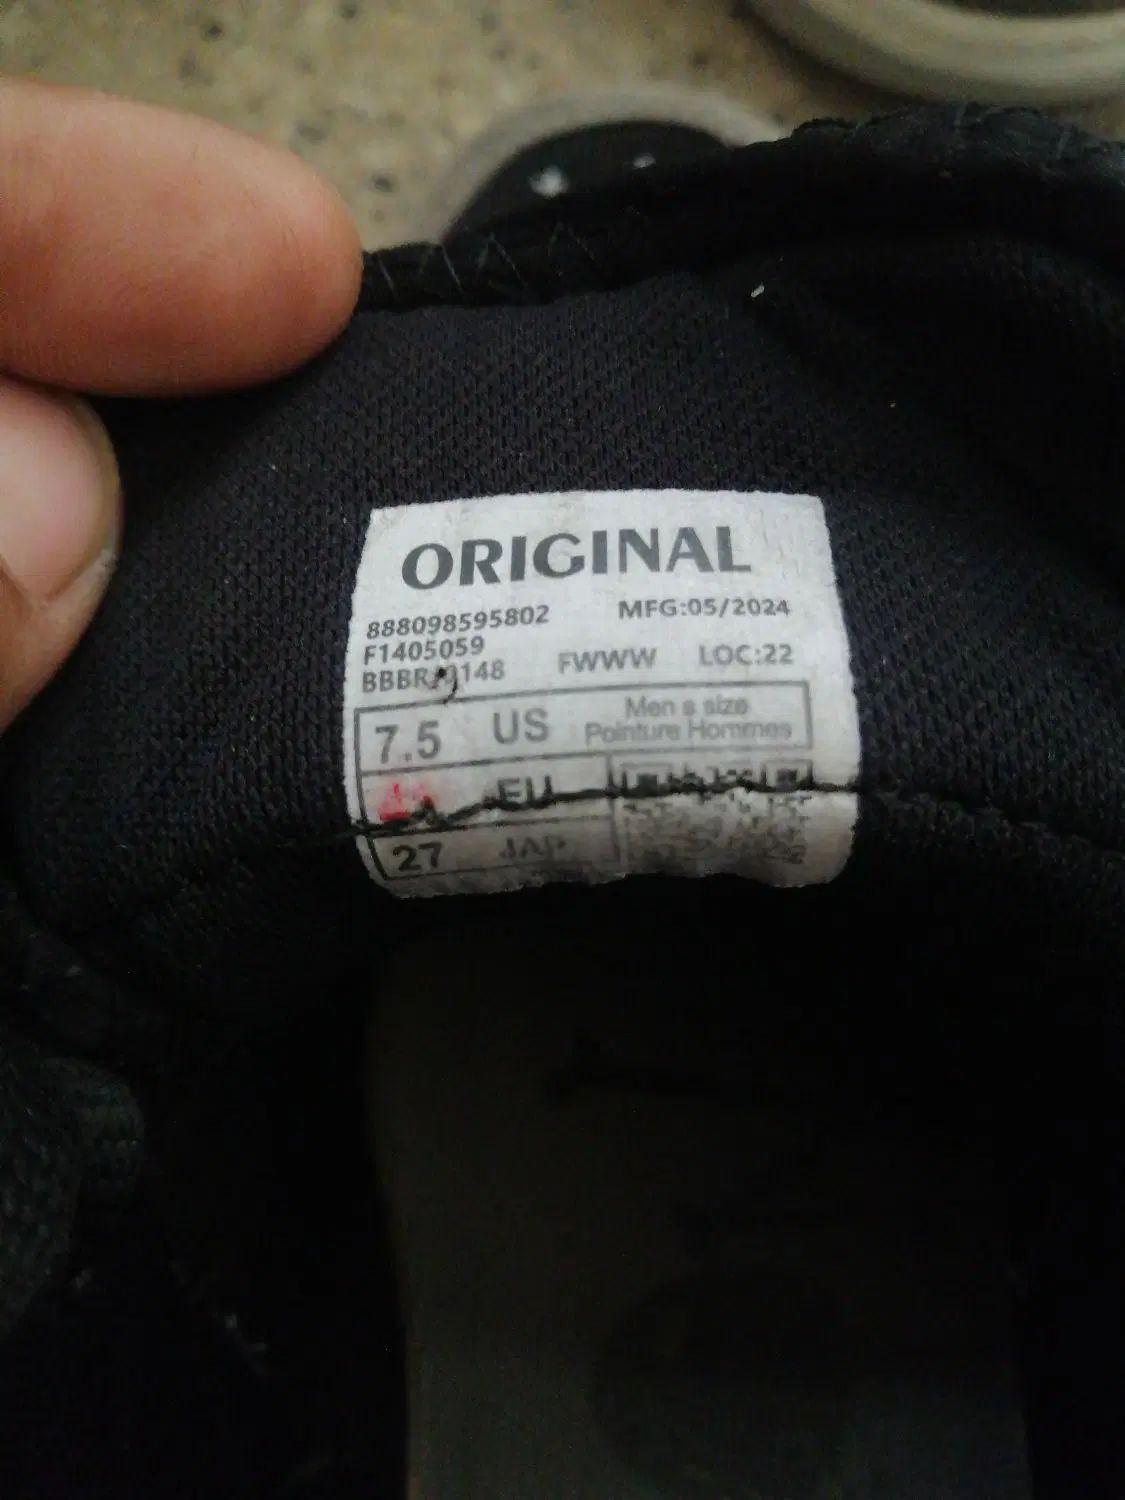 ORIGINAL
888098595802 MFG:05/2024
F1405059
FWWW LOC:22
7.5 US Men s size
Pointure Hommes
EU
27 JAP